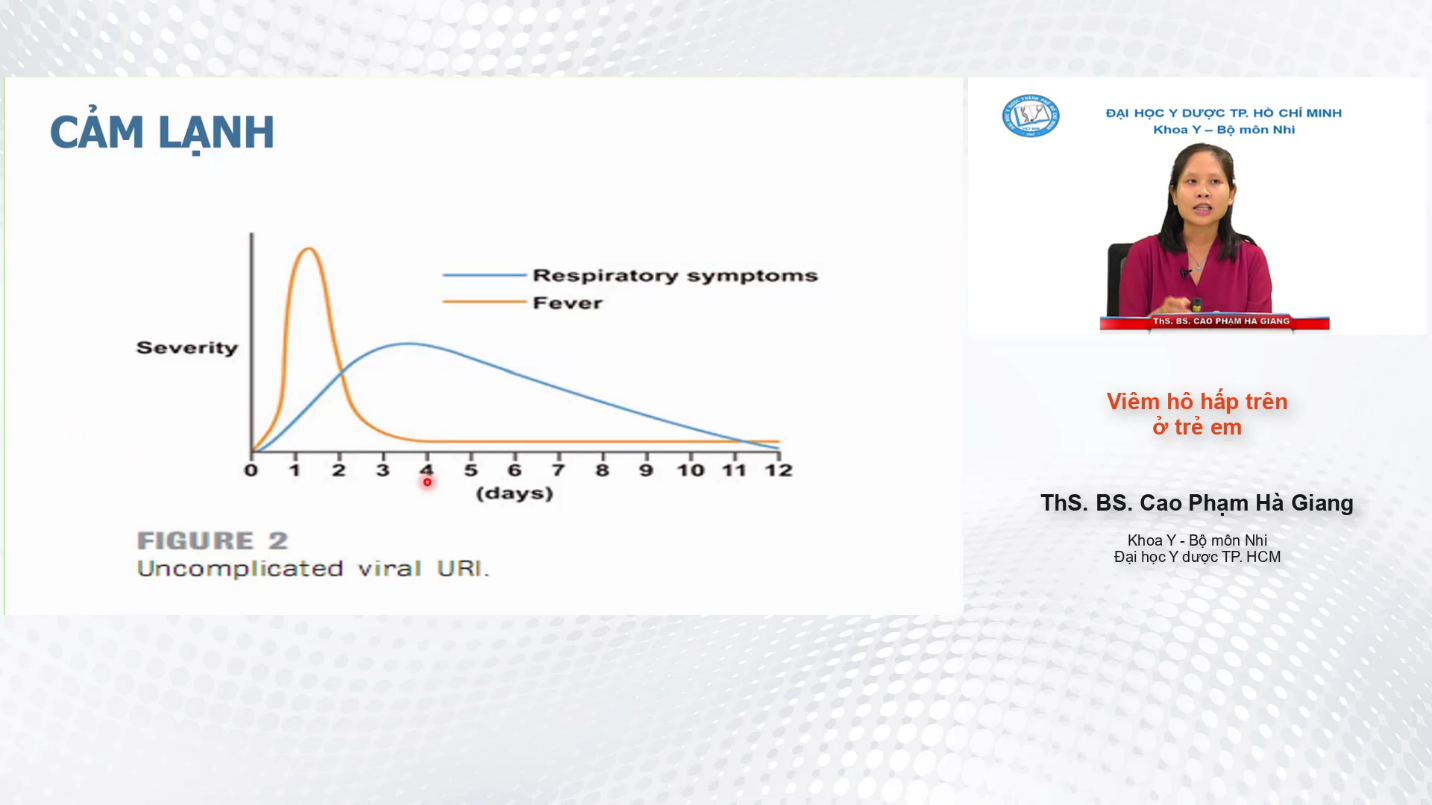 CẢM LẠNH
Respiratory symptoms
Fever
Severity
0 1 2 3 4 5 6 7 8 9 10 11 12
(days)
FIGURE 2
Uncomplicated viral URI.
ĐẠI HỌC Y DƯỢC TP. HỒ CHÍ MINH
Khoa Y – Bộ môn Nhi
ThS. BS. CAO PHẠM HÀ GIANG
Viêm hô hấp trên
ở trẻ em
ThS. BS. Cao Phạm Hà Giang
Khoa Y - Bộ môn Nhi
Đại học Y dược TP. HCM